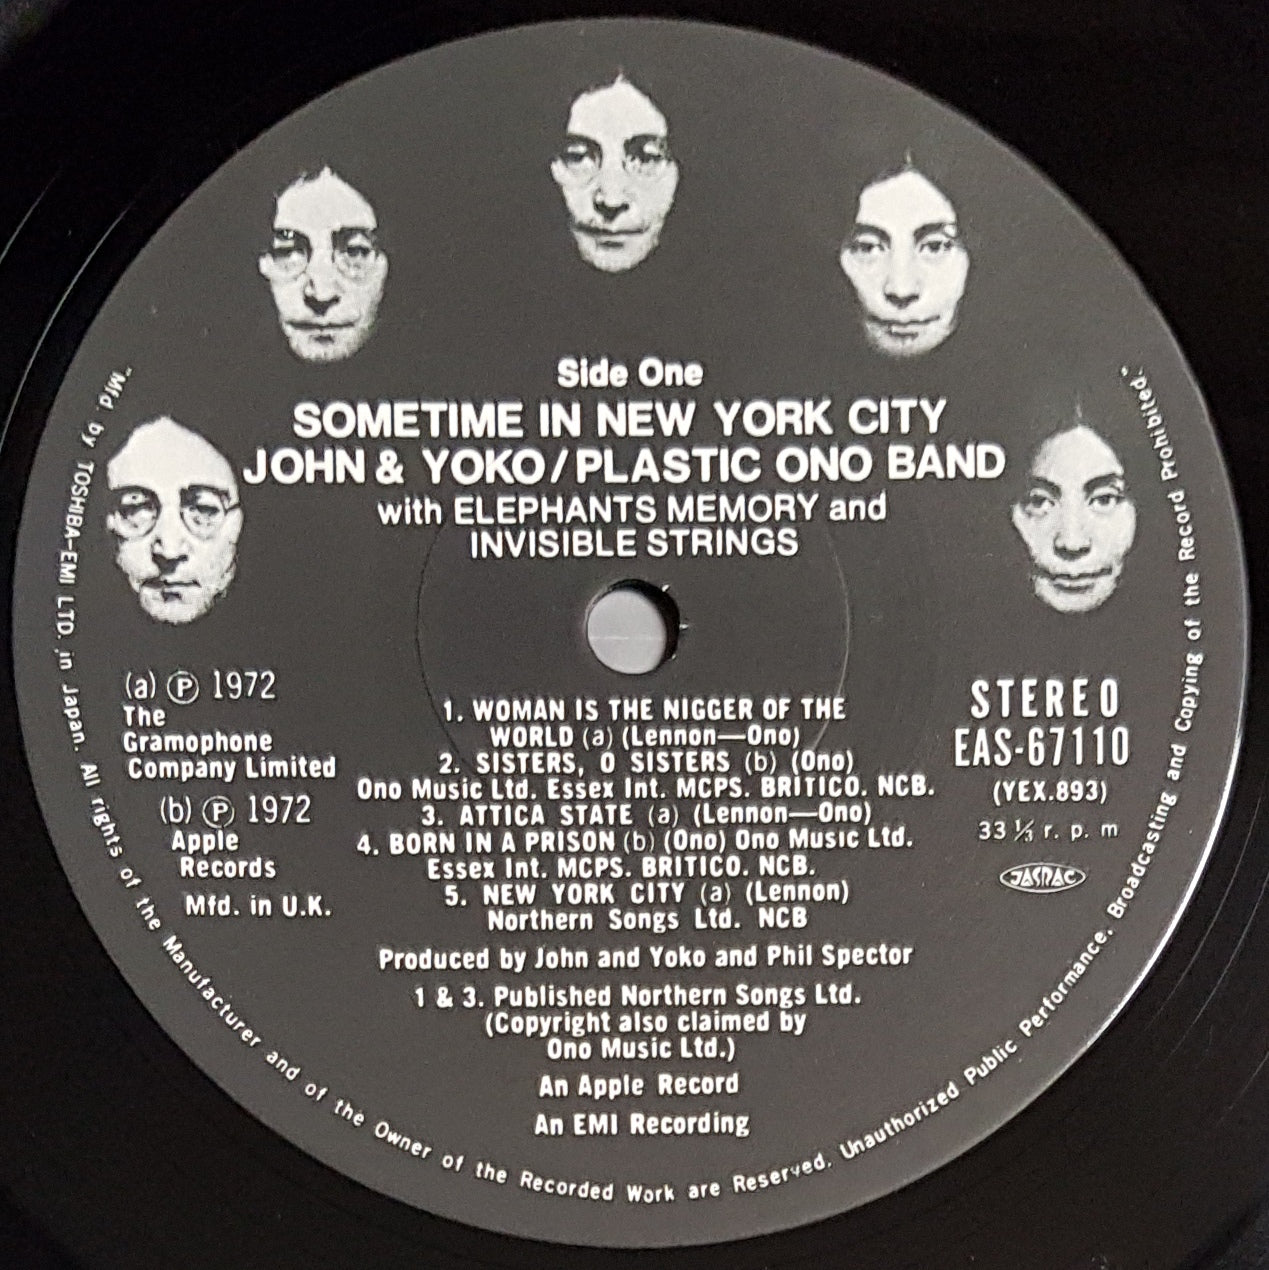 Side One
SOMETIME IN NEW YORK CITY
JOHN & YOKO/PLASTIC ONO BAND
with ELEPHANTS MEMORY and
INVISIBLE STRINGS
(a) Ⓟ 1972
The
Gramophone
Company Limited
(b) Ⓟ 1972
Apple
Records
Mfd. in U.K.
1. WOMAN IS THE NIGGER OF THE
WORLD (a) (Lennon—Ono)
2. SISTERS, O SISTERS (b) (Ono)
Ono Music Ltd. Essex Int. MCPS. BRITICO. NCB.
3. ATTICA STATE (a) (Lennon—Ono)
4. BORN IN A PRISON (b) (Ono) Ono Music Ltd.
Essex Int. MCPS. BRITICO. NCB.
5. NEW YORK CITY (a) (Lennon)
Northern Songs Ltd. NCB
STEREO
EAS-67110
(YEX.893)
33 ⅓ r. p. m
JASRAC
Produced by John and Yoko and Phil Spector
1 & 3. Published Northern Songs Ltd.
(Copyright also claimed by
Ono Music Ltd.)
An Apple Record
An EMI Recording
"Mfd. by TOSHIBA-EMI LTD. in Japan. All rights of the Manufacturer and of the Owner of the Recorded Work are Reserved. Unauthorized Public Performance. Broadcasting and Copying of the Record Prohibited."